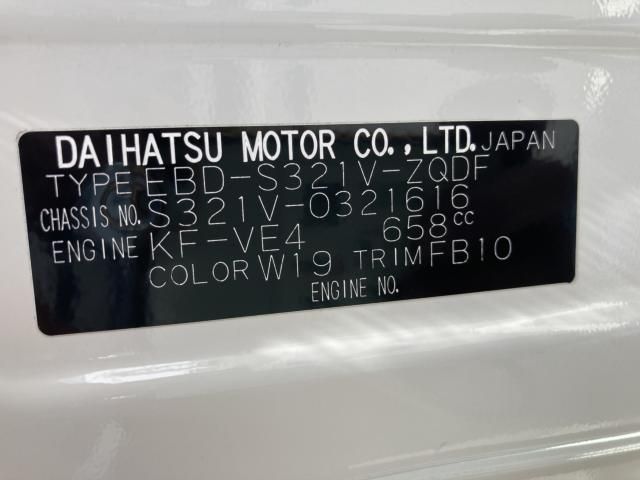 DAIHATSU MOTOR CO., LTD. JAPAN
TYPE EBD-S321V-ZQDF
CHASSIS NO. S321V-0321616
ENGINE KF-VE4 658cc
COLOR W19 TRIM FB10
ENGINE NO.